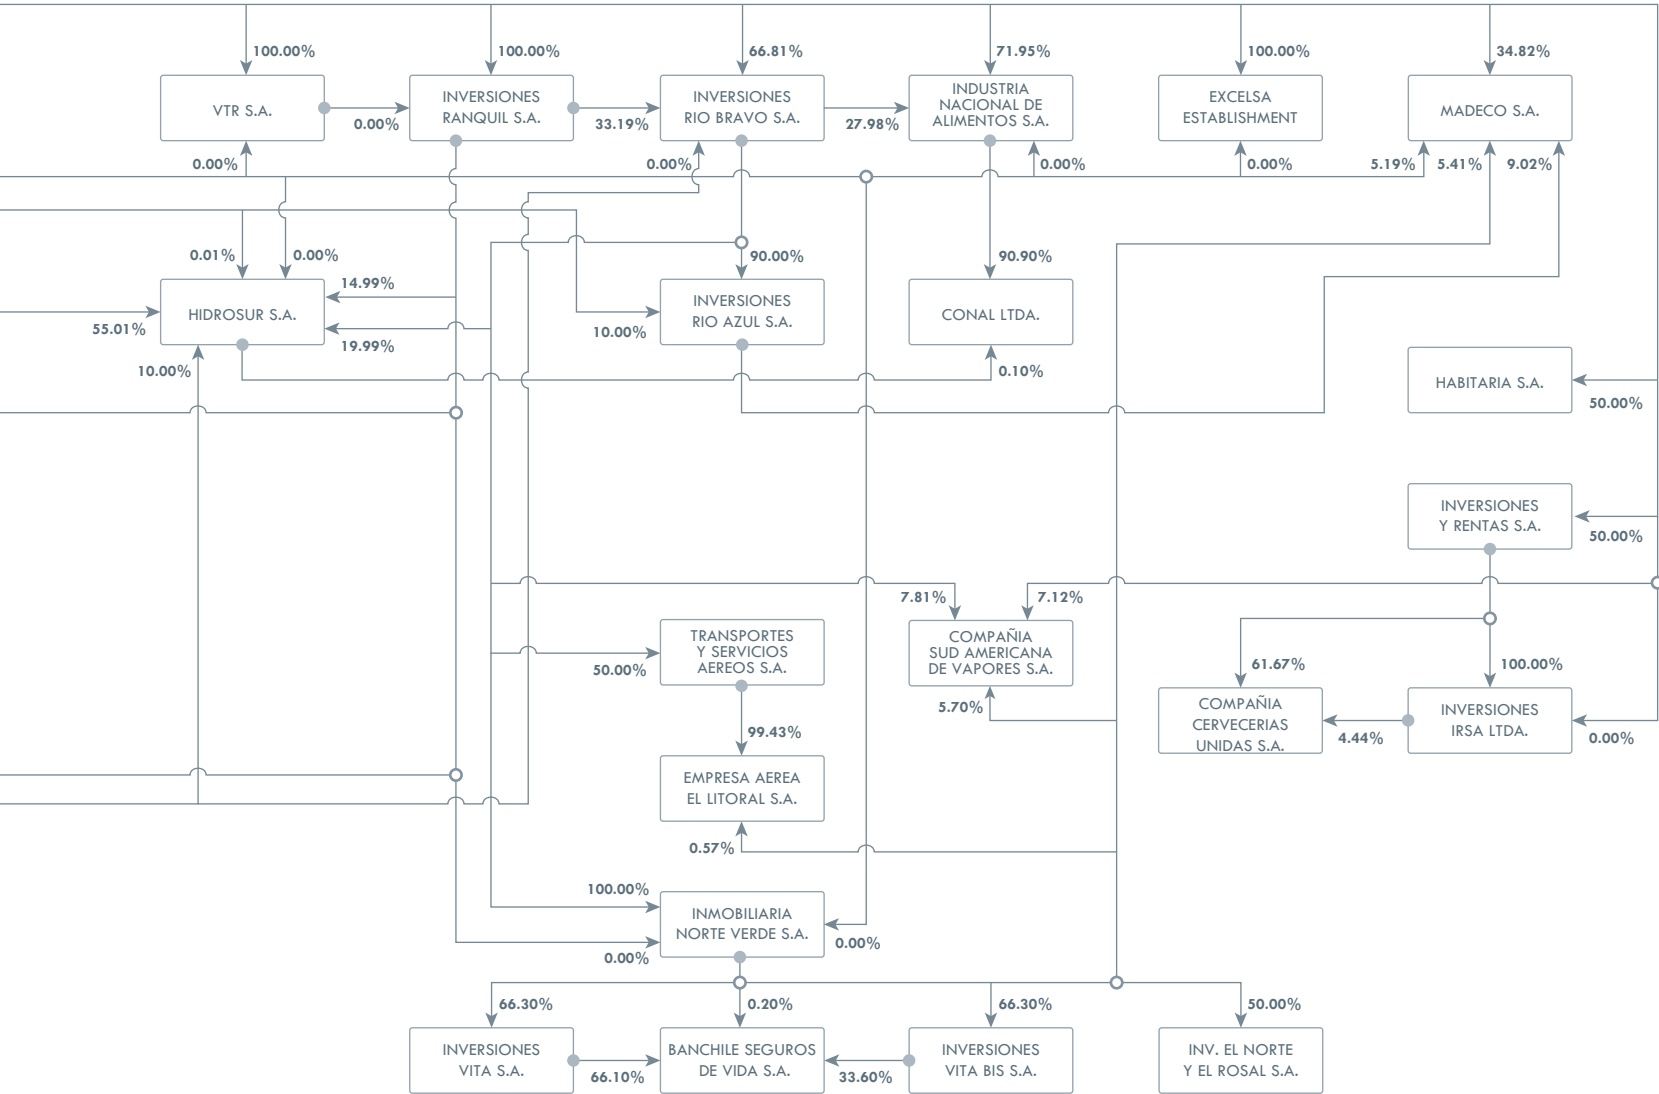 100.00%
100.00%
66.81%
71.95%
100.00%
34.82%
VTR S.A.
0.00%
INVERSIONES
RANQUIL S.A.
33.19%
INVERSIONES
RIO BRAVO S.A.
27.98%
INDUSTRIA
NACIONAL DE
ALIMENTOS S.A.
EXCELSA
ESTABLISHMENT
MADECO S.A.
0.00%
0.00%
0.00%
0.00%
5.19%
5.41%
9.02%
0.01%
0.00%
14.99%
90.00%
90.90%
55.01%
HIDROSUR S.A.
19.99%
10.00%
INVERSIONES
RIO AZUL S.A.
CONAL LTDA.
10.00%
0.10%
HABITARIA S.A.
50.00%
INVERSIONES
Y RENTAS S.A.
50.00%
7.81%
7.12%
TRANSPORTES
Y SERVICIOS
AEREOS S.A.
50.00%
COMPAÑIA
SUD AMERICANA
DE VAPORES S.A.
61.67%
100.00%
5.70%
99.43%
COMPAÑIA
CERVECERIAS
UNIDAS S.A.
4.44%
INVERSIONES
IRSA LTDA.
0.00%
EMPRESA AEREA
EL LITORAL S.A.
0.57%
100.00%
INMOBILIARIA
NORTE VERDE S.A.
0.00%
0.00%
66.30%
0.20%
66.30%
50.00%
INVERSIONES
VITA S.A.
66.10%
BANCHILE SEGUROS
DE VIDA S.A.
33.60%
INVERSIONES
VITA BIS S.A.
INV. EL NORTE
Y EL ROSAL S.A.